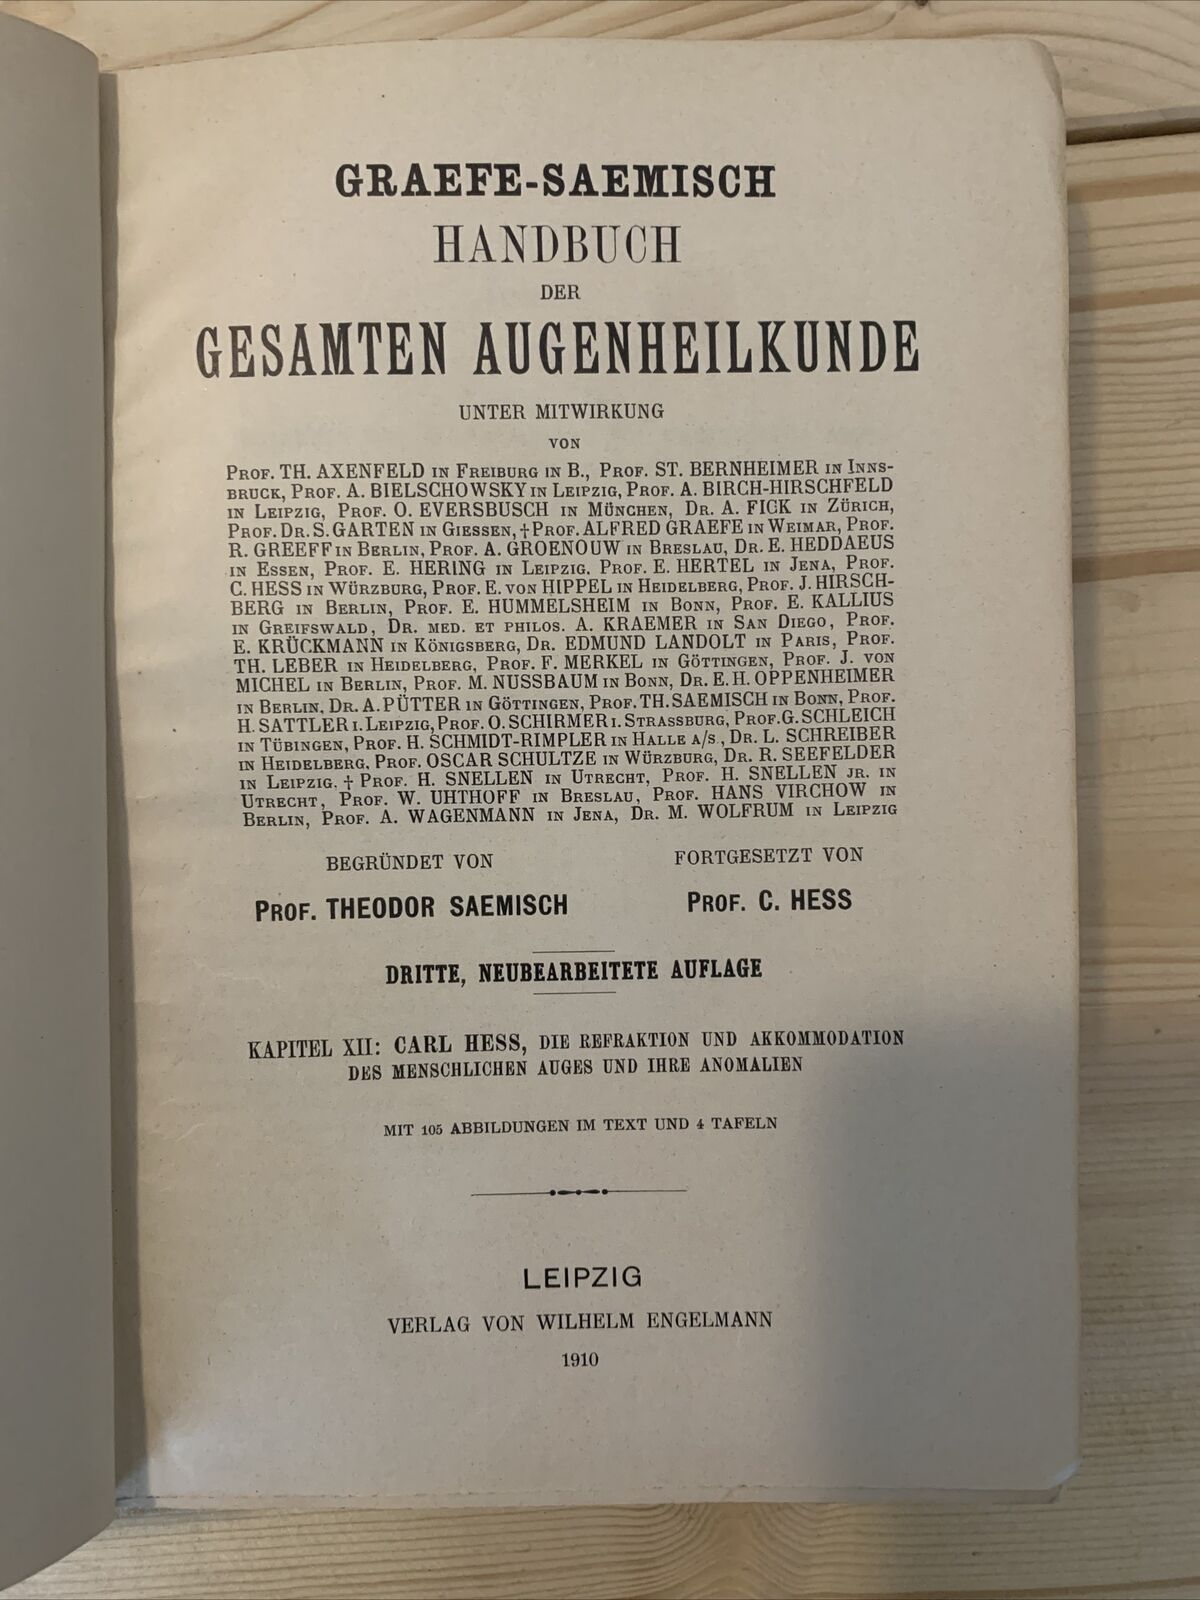 GRAEFE-SAEMISCH
HANDBUCH
DER
GESAMTEN AUGENHEILKUNDE
UNTER MITWIRKUNG
VON
PROF. TH. AXENFELD IN FREIBURG IN B., PROF. ST. BERNHEIMER IN INNS-
BRUCK, PROF. A. BIELSCHOWSKY IN LEIPZIG, PROF. A. BIRCH-HIRSCHFELD
IN LEIPZIG, PROF. O. EVERSBUSCH IN MÜNCHEN, DR. A. FICK IN ZÜRICH,
PROF. DR. S. GARTEN IN GIESSEN, †PROF. ALFRED GRAEFE IN WEIMAR, PROF.
R. GREEFF IN BERLIN, PROF. A. GROENOUW IN BRESLAU, DR. E. HEDDAEUS
IN ESSEN, PROF. E. HERING IN LEIPZIG, PROF. E. HERTEL IN JENA, PROF.
C. HESS IN WÜRZBURG, PROF. E. VON HIPPEL IN HEIDELBERG, PROF. J. HIRSCH-
BERG IN BERLIN, PROF. E. HUMMELSHEIM IN BONN, PROF. E. KALLIUS
IN GREIFSWALD, DR. MED. ET PHILOS. A. KRAEMER IN SAN DIEGO, PROF.
E. KRÜCKMANN IN KÖNIGSBERG, DR. EDMUND LANDOLT IN PARIS, PROF.
TH. LEBER IN HEIDELBERG, PROF. F. MERKEL IN GÖTTINGEN, PROF. J. VON
MICHEL IN BERLIN, PROF. M. NUSSBAUM IN BONN, DR. E. H. OPPENHEIMER
IN BERLIN, DR. A. PÜTTER IN GÖTTINGEN, PROF. TH. SAEMISCH IN BONN, PROF.
H. SATTLER I. LEIPZIG, PROF. O. SCHIRMER I. STRASSBURG, PROF. G. SCHLEICH
IN TÜBINGEN, PROF. H. SCHMIDT-RIMPLER IN HALLE A/S., DR. L. SCHREIBER
IN HEIDELBERG, PROF. OSCAR SCHULTZE IN WÜRZBURG, DR. R. SEEFELDER
IN LEIPZIG, † PROF. H. SNELLEN IN UTRECHT, PROF. H. SNELLEN JR. IN
UTRECHT, PROF. W. UHTHOFF IN BRESLAU, PROF. HANS VIRCHOW IN
BERLIN, PROF. A. WAGENMANN IN JENA, DR. M. WOLFRUM IN LEIPZIG
BEGRÜNDET VON
PROF. THEODOR SAEMISCH
FORTGESETZT VON
PROF. C. HESS
DRITTE, NEUBEARBEITETE AUFLAGE
KAPITEL XII: CARL HESS, DIE REFRAKTION UND AKKOMMODATION
DES MENSCHLICHEN AUGES UND IHRE ANOMALIEN
MIT 105 ABBILDUNGEN IM TEXT UND 4 TAFELN
LEIPZIG
VERLAG VON WILHELM ENGELMANN
1910